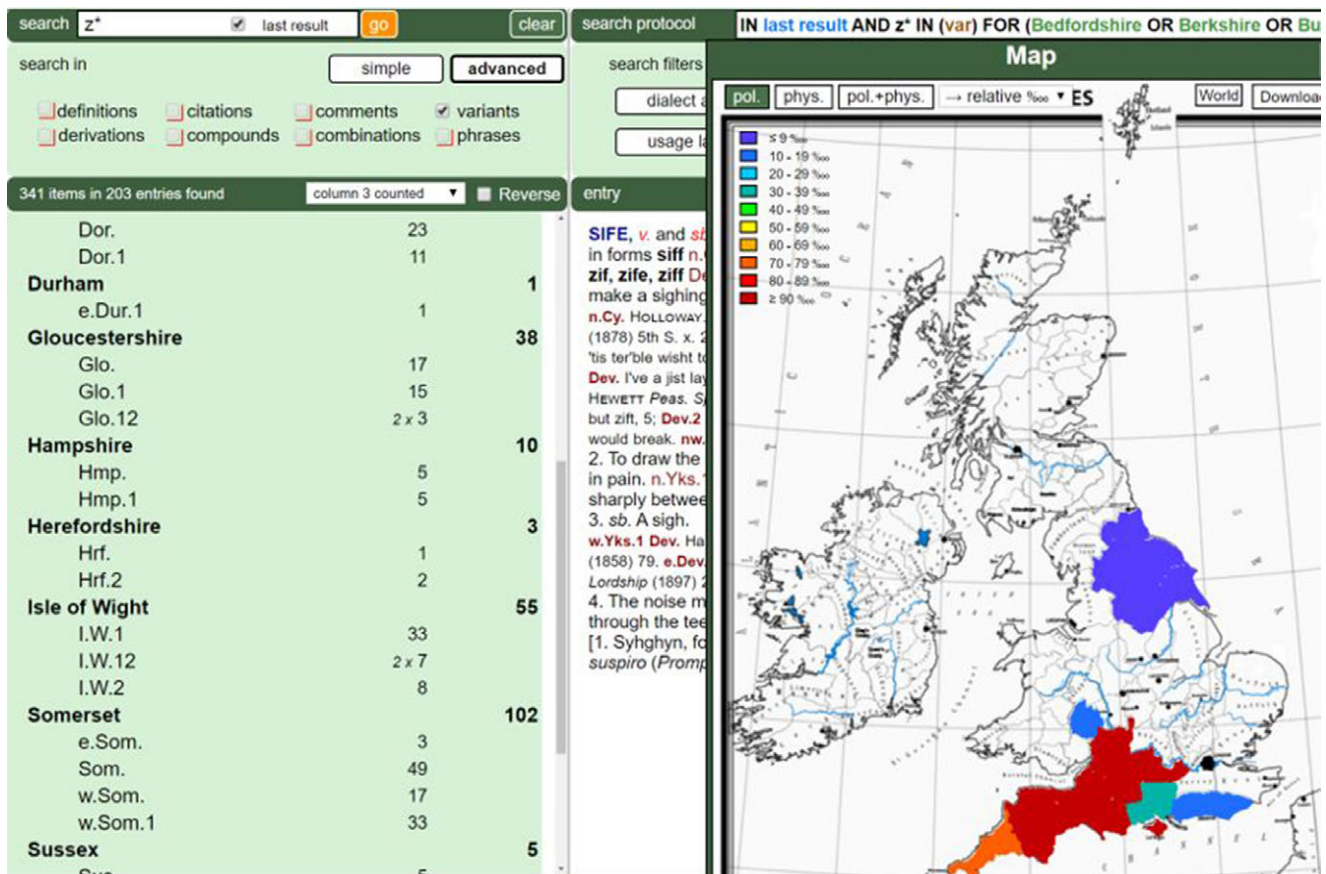 search z* last result go clear
search in simple advanced
definitions citations comments variants
derivations compounds combinations phrases
341 items in 203 entries found column 3 counted Reverse
Dor. 23
Dor.1 11
Durham 1
e.Dur.1 1
Gloucestershire 38
Glo. 17
Glo.1 15
Glo.12 2 x 3
Hampshire 10
Hmp. 5
Hmp.1 5
Herefordshire 3
Hrf. 1
Hrf.2 2
Isle of Wight 55
I.W.1 33
I.W.12 2 x 7
I.W.2 8
Somerset 102
e.Som. 3
Som. 49
w.Som. 17
w.Som.1 33
Sussex 5
search protocol IN last result AND z* IN (var) FOR (Bedfordshire OR Berkshire OR Bu
search filters
dialect a
usage la
entry
SIFE, v. and sb
in forms siff n.
zif, zife, ziff De
make a sighing
n.Cy. HOLLOWAY.
(1878) 5th S. x. 2
'tis ter'ble wisht to
Dev. I've a jist lay
HEWETT Peas. Sp
but zift, 5; Dev.2
would break. nw.
2. To draw the
in pain. n.Yks.
sharply betwee
3. sb. A sigh.
w.Yks.1 Dev. Ha
(1858) 79. e.Dev.
Lordship (1897) 2
4. The noise m
through the tee
[1. Syhghyn, fo
suspiro (Promp
Map
pol. phys. pol.+phys. → relative %‱ ES World Downloa
≤ 9 ‱
10 - 19 ‱
20 - 29 ‱
30 - 39 ‱
40 - 49 ‱
50 - 59 ‱
60 - 69 ‱
70 - 79 ‱
80 - 89 ‱
≥ 90 ‱
Shetland
Islands